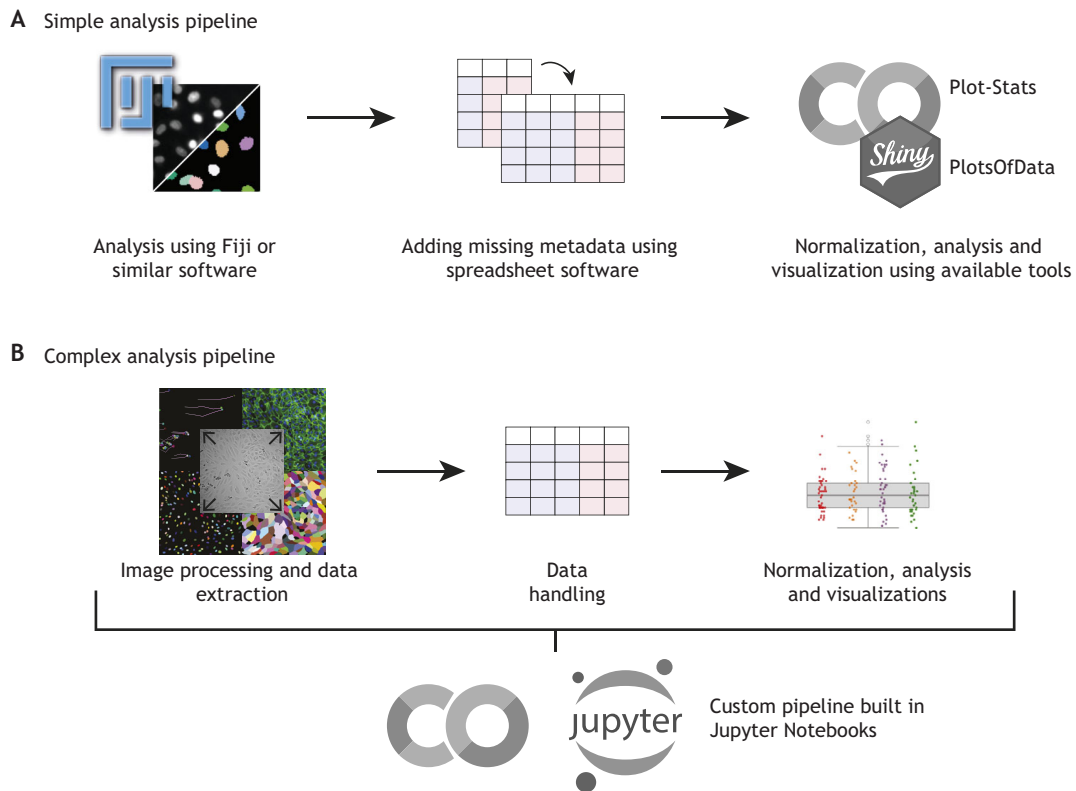 A Simple analysis pipeline
Plot-Stats
Shiny
PlotsOfData
Analysis using Fiji or
similar software
Adding missing metadata using
spreadsheet software
Normalization, analysis and
visualization using available tools
B Complex analysis pipeline
Image processing and data
extraction
Data
handling
Normalization, analysis
and visualizations
jupyter
Custom pipeline built in
Jupyter Notebooks